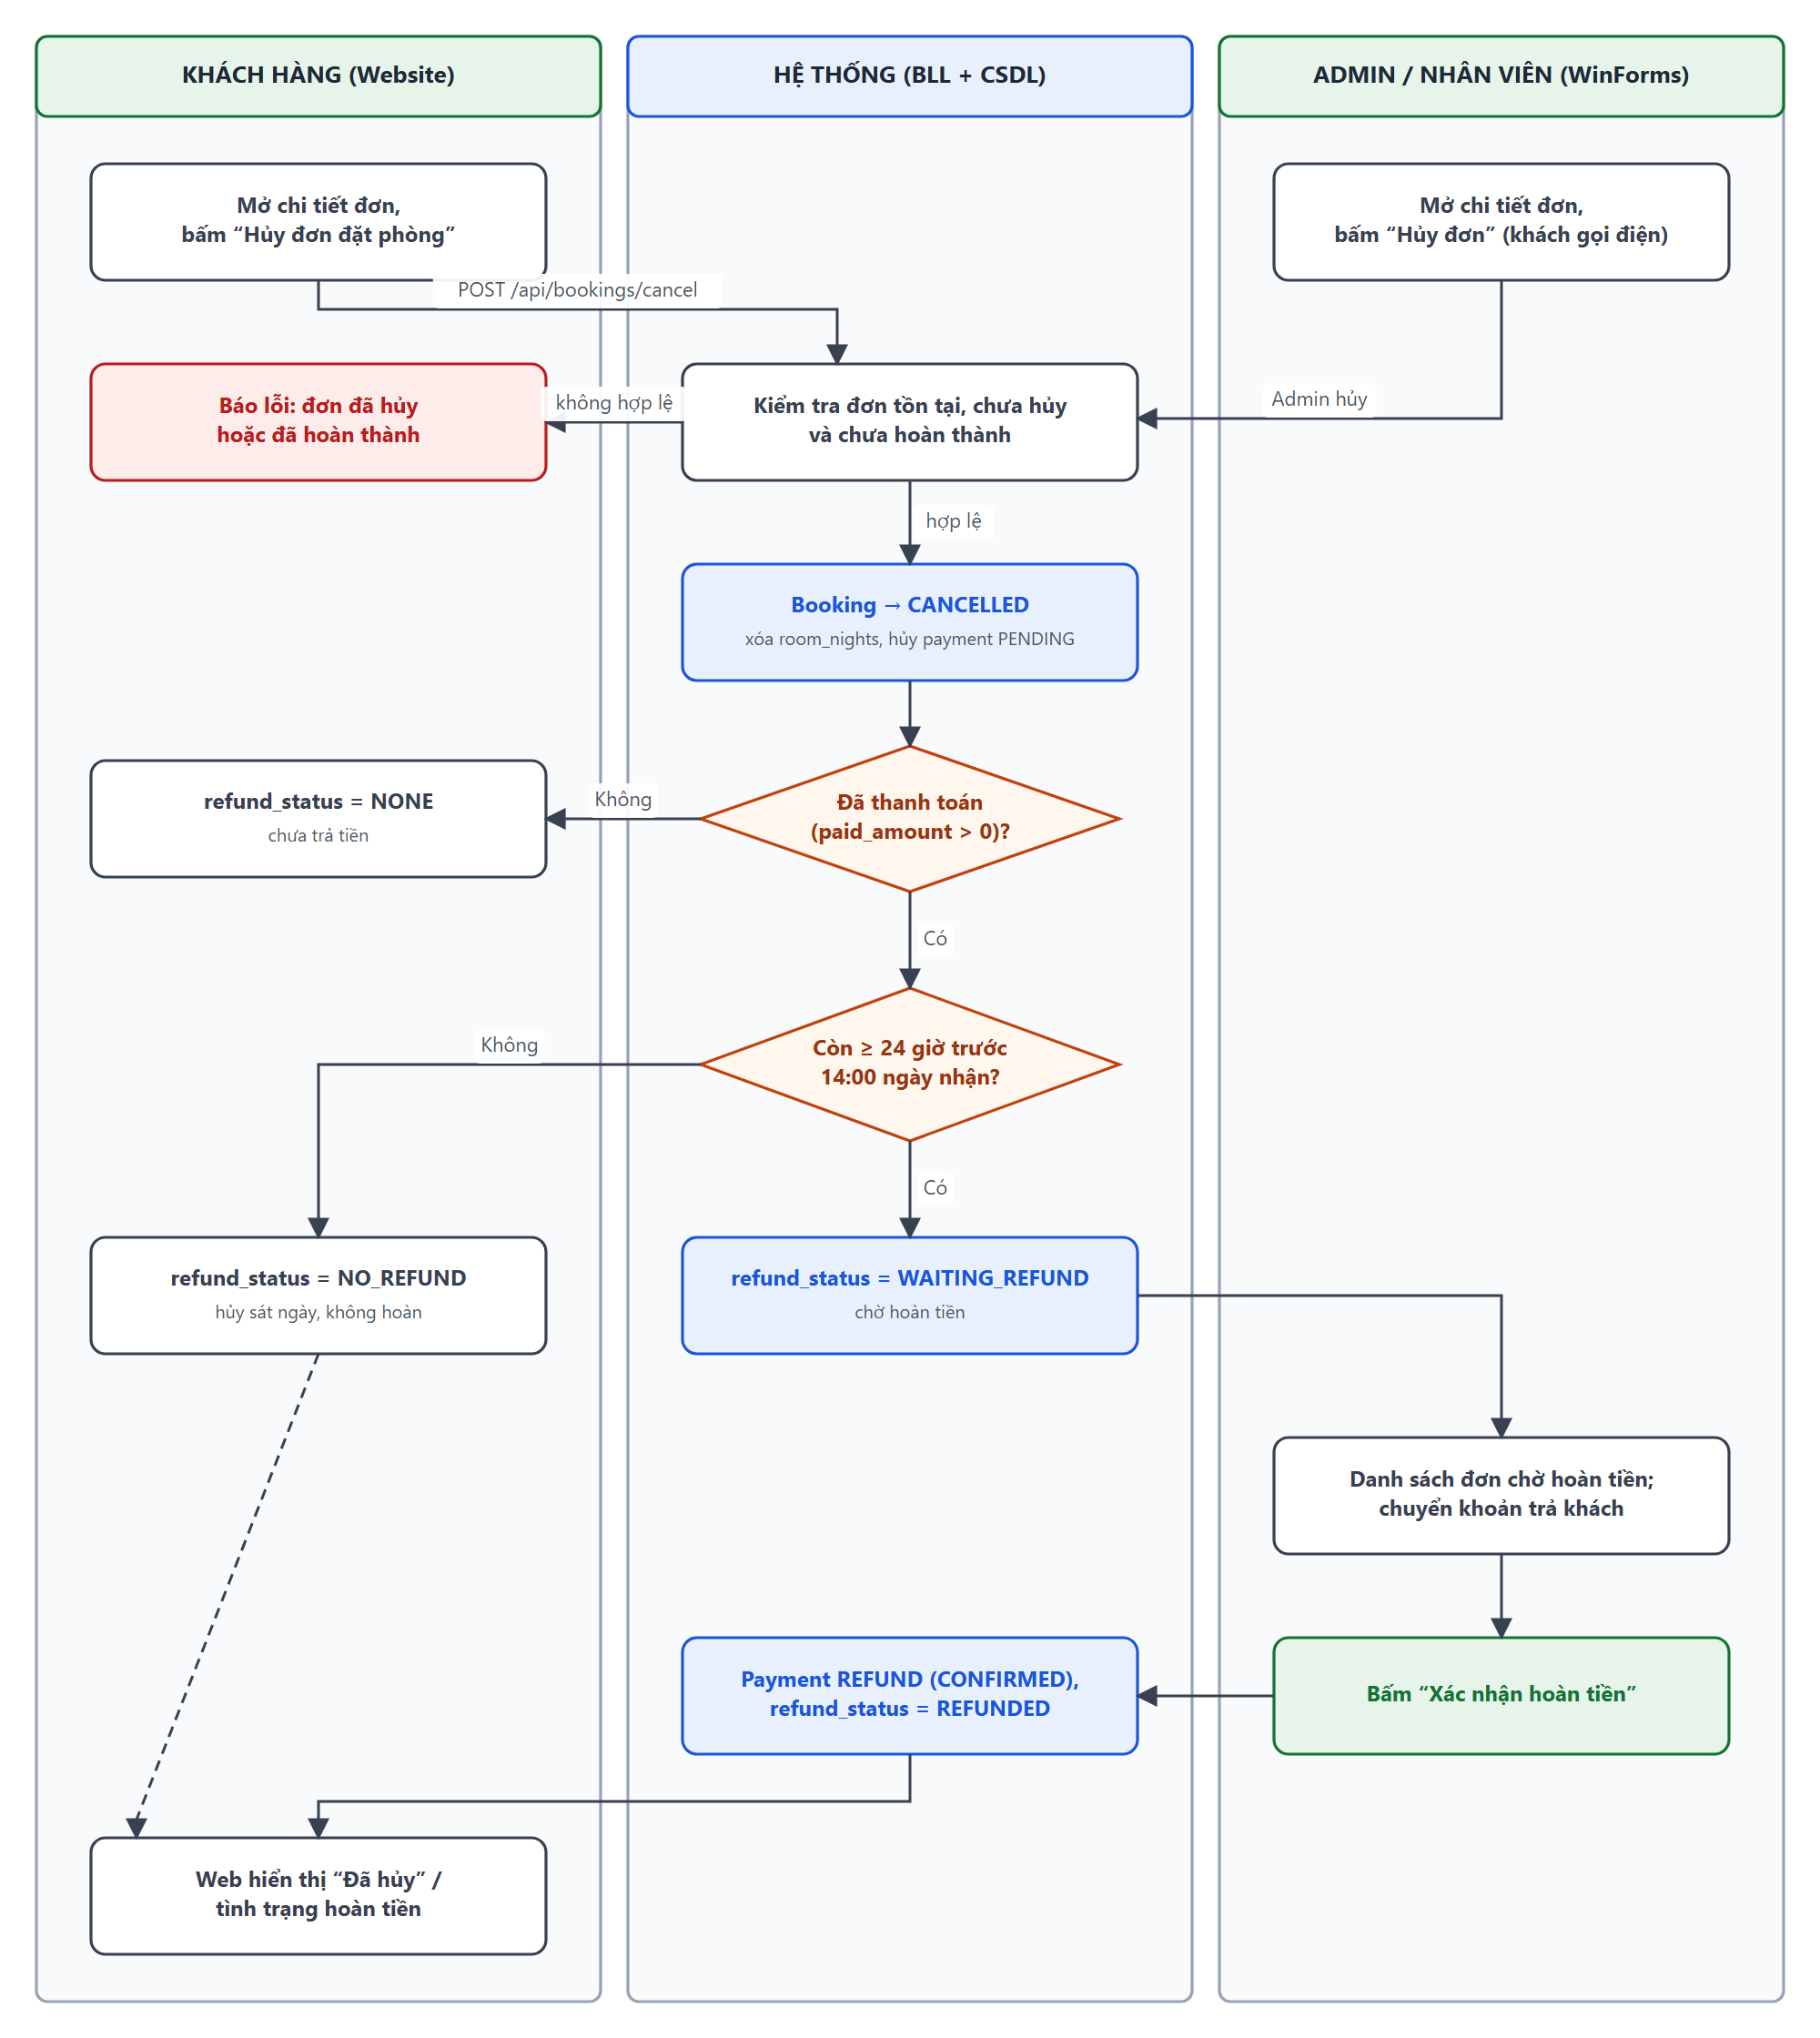 KHÁCH HÀNG (Website)
HỆ THỐNG (BLL + CSDL)
ADMIN / NHÂN VIÊN (WinForms)
Mở chi tiết đơn,
bấm “Hủy đơn đặt phòng”
Mở chi tiết đơn,
bấm “Hủy đơn” (khách gọi điện)
POST /api/bookings/cancel
Báo lỗi: đơn đã hủy
hoặc đã hoàn thành
không hợp lệ
Kiểm tra đơn tồn tại, chưa hủy
và chưa hoàn thành
Admin hủy
hợp lệ
Booking → CANCELLED
xóa room_nights, hủy payment PENDING
refund_status = NONE
chưa trả tiền
Không
Đã thanh toán
(paid_amount > 0)?
Có
Không
Còn ≥ 24 giờ trước
14:00 ngày nhận?
Có
refund_status = NO_REFUND
hủy sát ngày, không hoàn
refund_status = WAITING_REFUND
chờ hoàn tiền
Danh sách đơn chờ hoàn tiền;
chuyển khoản trả khách
Payment REFUND (CONFIRMED),
refund_status = REFUNDED
Bấm “Xác nhận hoàn tiền”
Web hiển thị “Đã hủy” /
tình trạng hoàn tiền